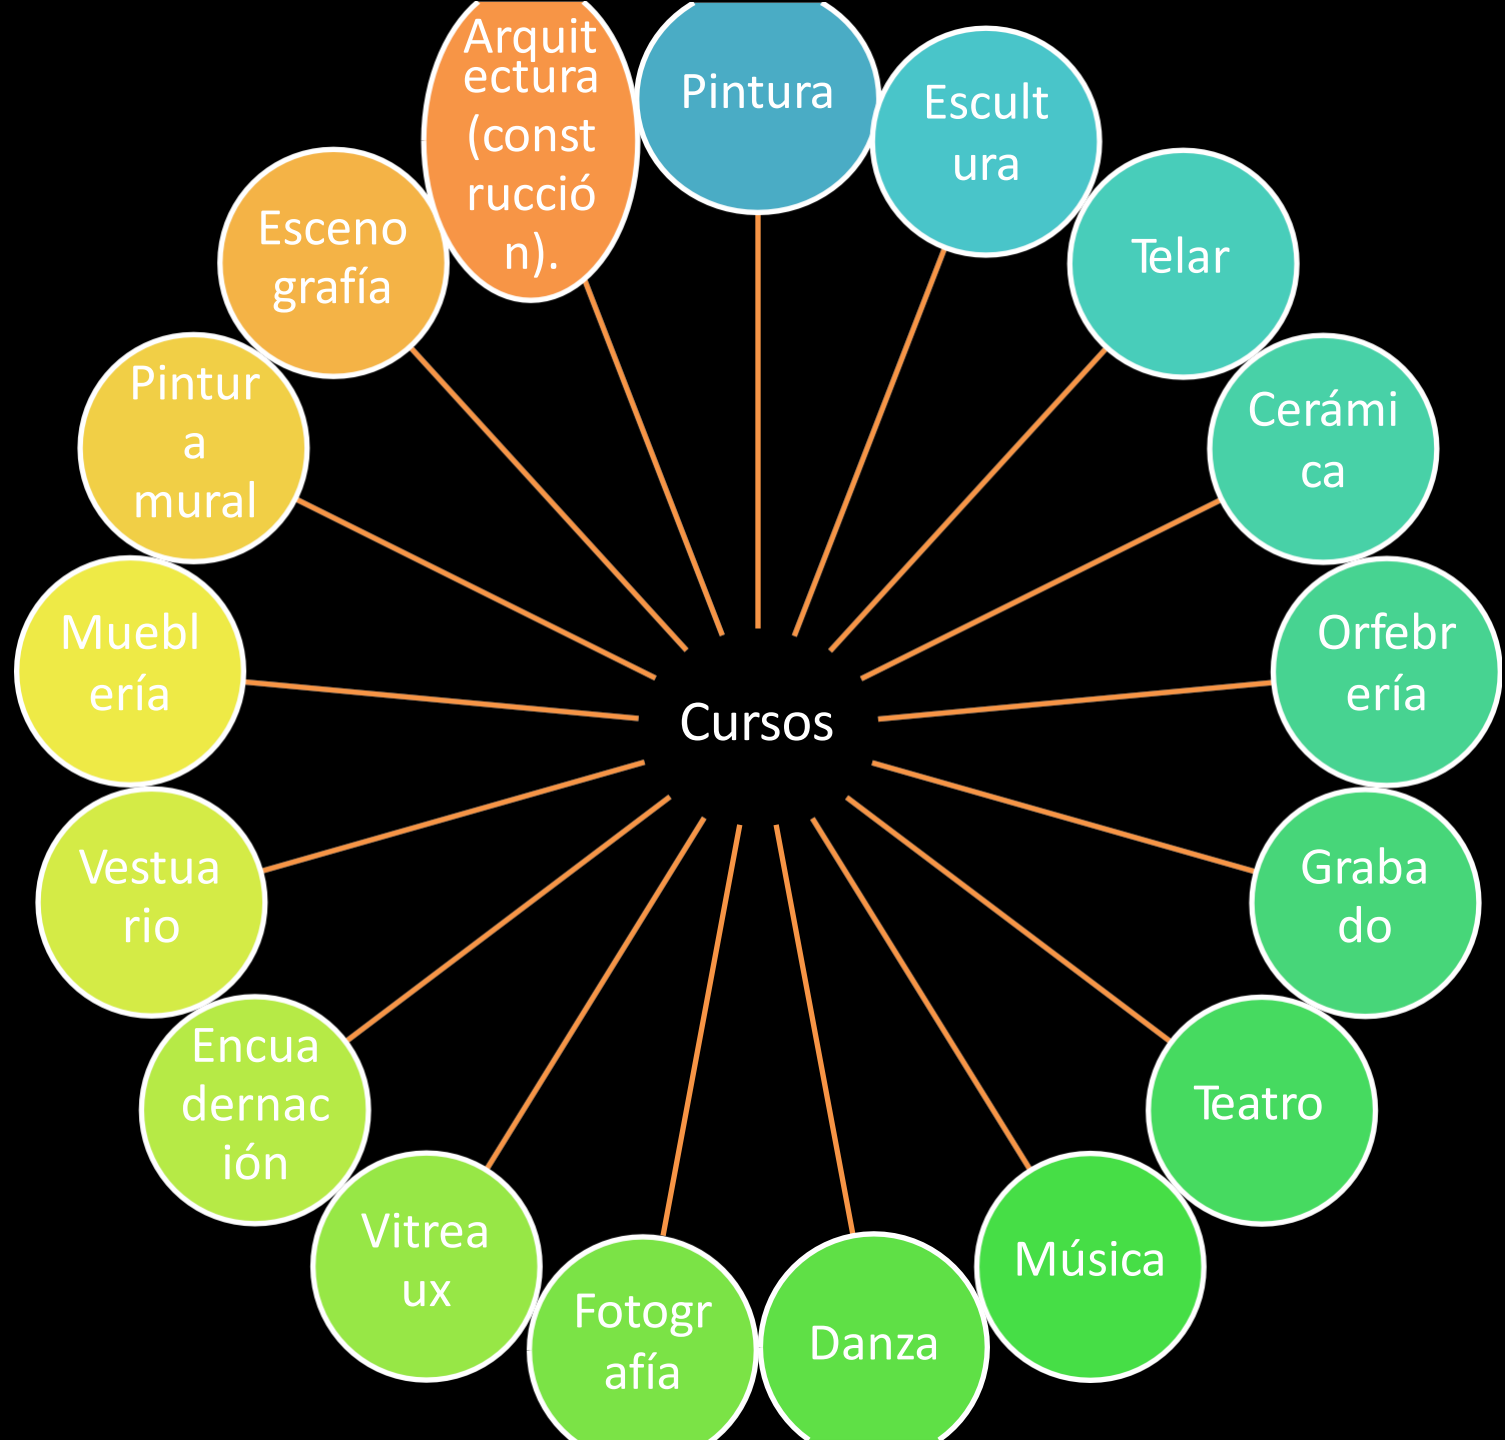 Arquit
ectura
(const
rucció
n).
Pintura
Escult
ura
Telar
Cerámi
ca
Orfebr
ería
Graba
do
Teatro
Música
Danza
Fotogr
afía
Vitrea
ux
Encua
dernac
ión
Vestua
rio
Muebl
ería
Pintur
a
mural
Esceno
grafía
Cursos